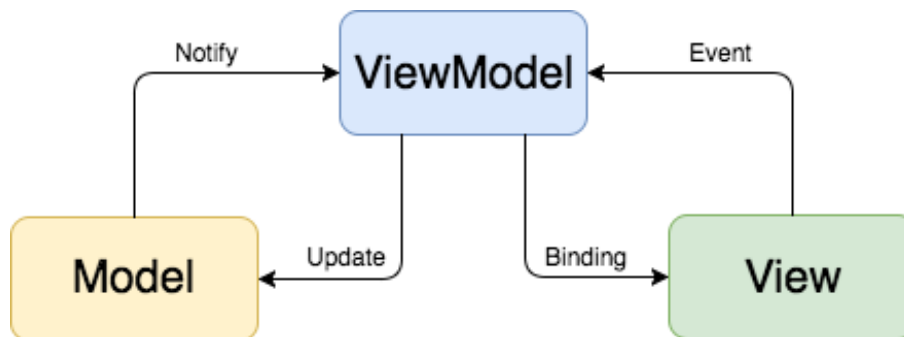 Notify
ViewModel
Event
Update
Binding
Model
View